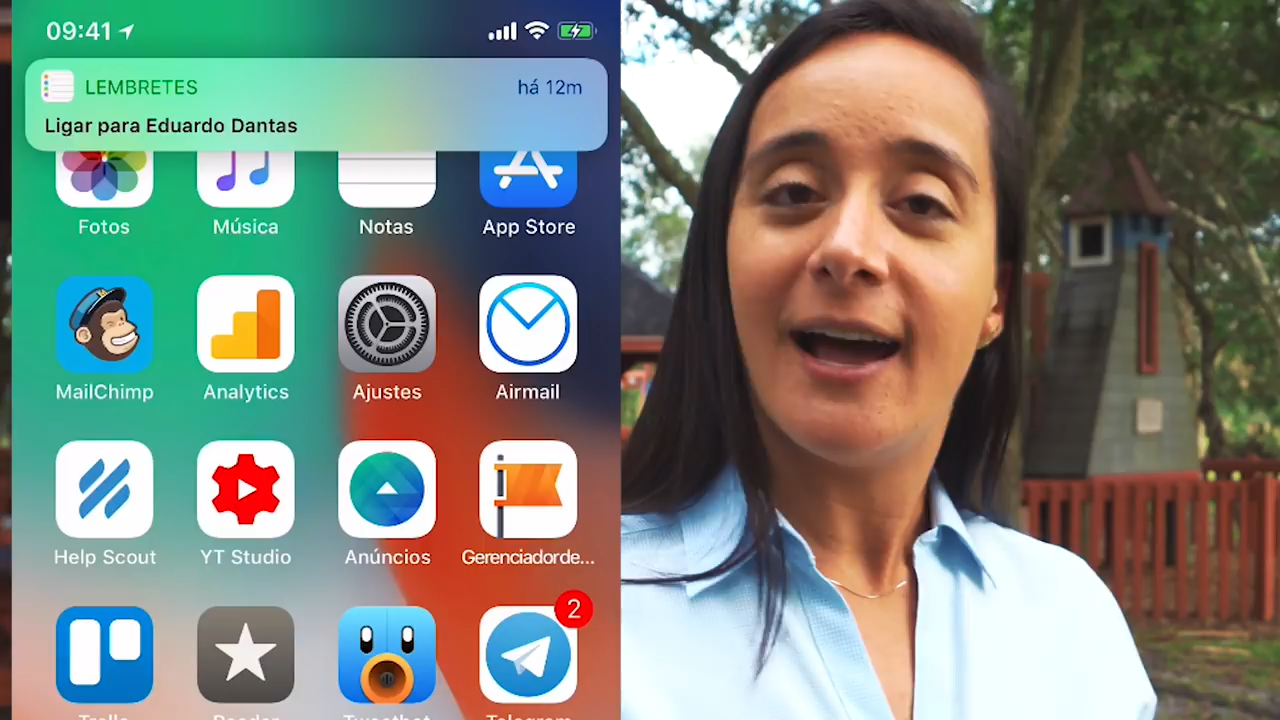 09:41
LEMBRETES
há 12m
Ligar para Eduardo Dantas
Fotos
Música
Notas
App Store
MailChimp
Analytics
Ajustes
Airmail
Help Scout
YT Studio
Anúncios
Gerenciadorde...
2